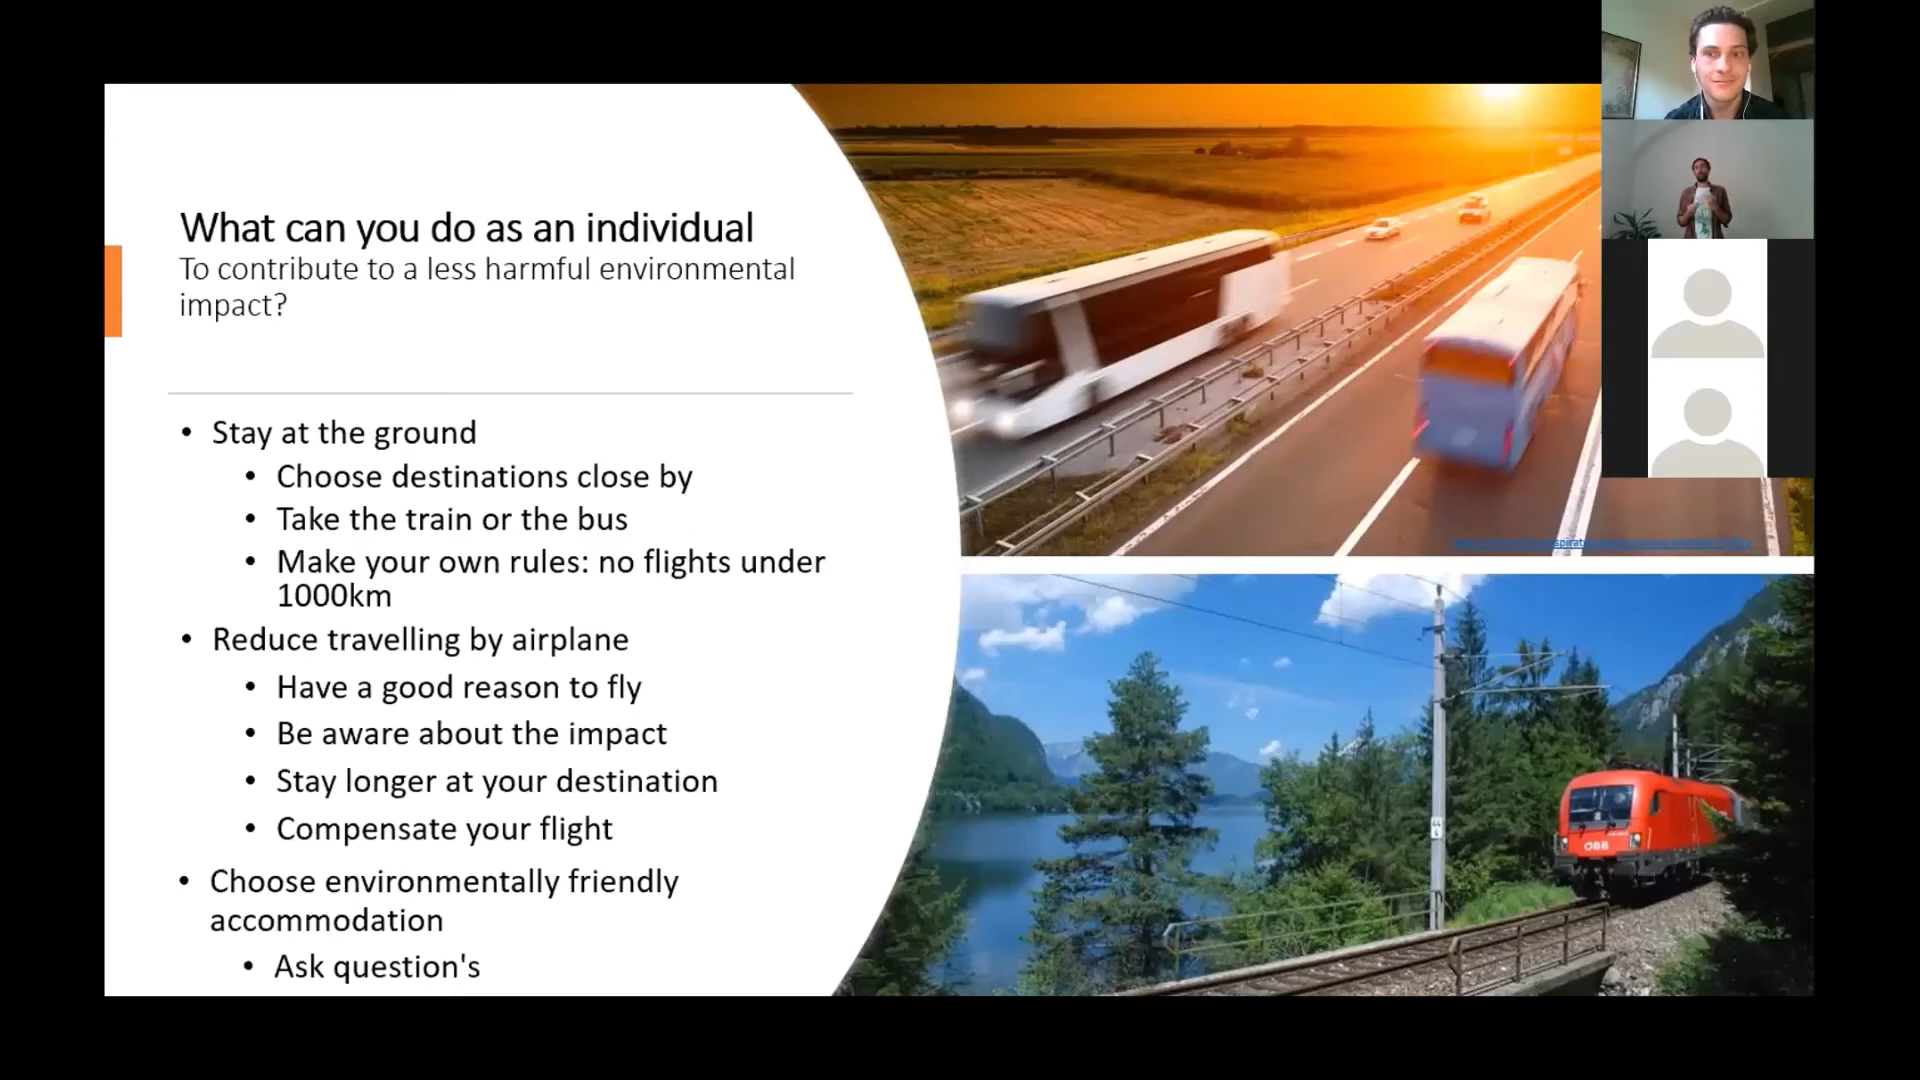 What can you do as an individual
To contribute to a less harmful environmental
impact?
• Stay at the ground
• Choose destinations close by
• Take the train or the bus
• Make your own rules: no flights under
1000km
• Reduce travelling by airplane
• Have a good reason to fly
• Be aware about the impact
• Stay longer at your destination
• Compensate your flight
• Choose environmentally friendly
accommodation
• Ask question's
ÖBB